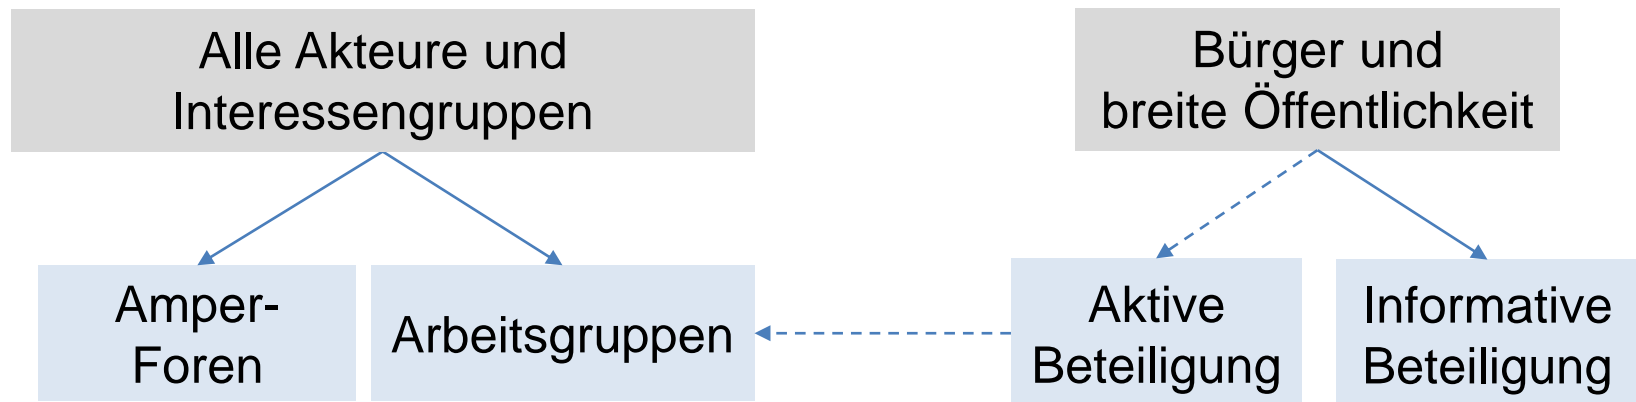 Alle Akteure und
Interessengruppen
Bürger und
breite Öffentlichkeit
Amper-
Foren
Arbeitsgruppen
Aktive
Beteiligung
Informative
Beteiligung